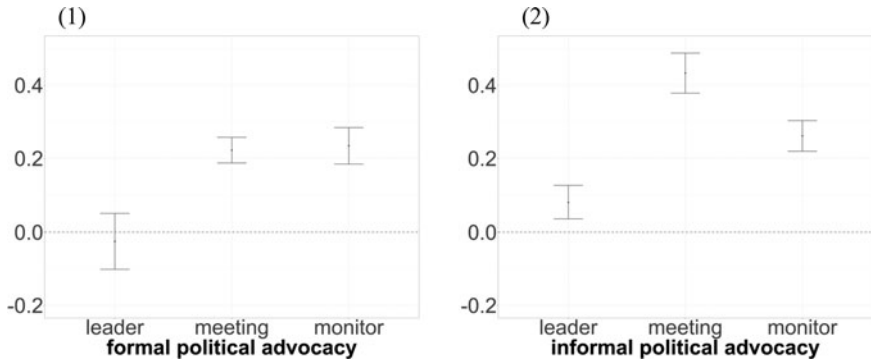 (1)
0.4
0.2
0.0
-0.2
leader meeting monitor
formal political advocacy
(2)
0.4
0.2
0.0
-0.2
leader meeting monitor
informal political advocacy